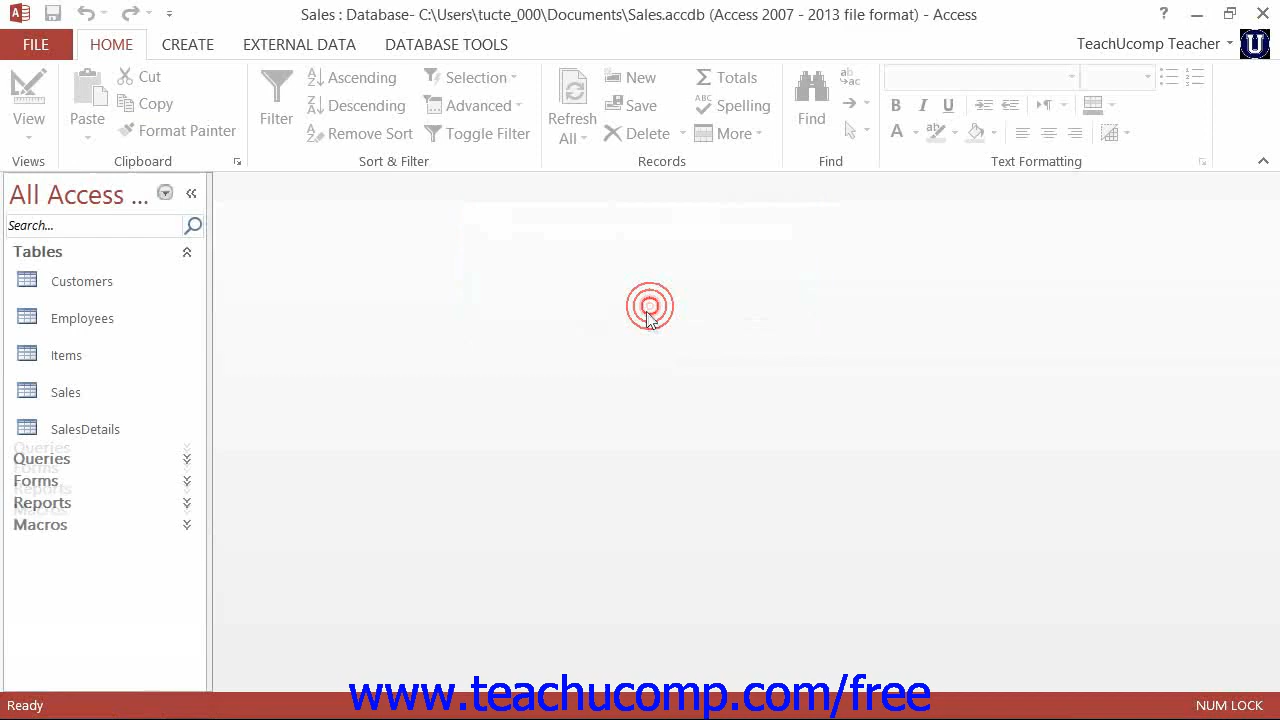 Sales : Database- C:\Users\tucte_000\Documents\Sales.accdb (Access 2007 - 2013 file format) - Access
FILE HOME CREATE EXTERNAL DATA DATABASE TOOLS TeachUcomp Teacher
View
Views
Paste
Cut
Copy
Format Painter
Clipboard
Filter
Ascending
Descending
Remove Sort
Selection
Advanced
Toggle Filter
Sort & Filter
Refresh
All
New
Save
Delete
Totals
Spelling
More
Records
Find
Find
Text Formatting
All Access ...
Search...
Tables
Customers
Employees
Items
Sales
SalesDetails
Queries
Forms
Reports
Macros
www.teachucomp.com/free
Ready NUM LOCK